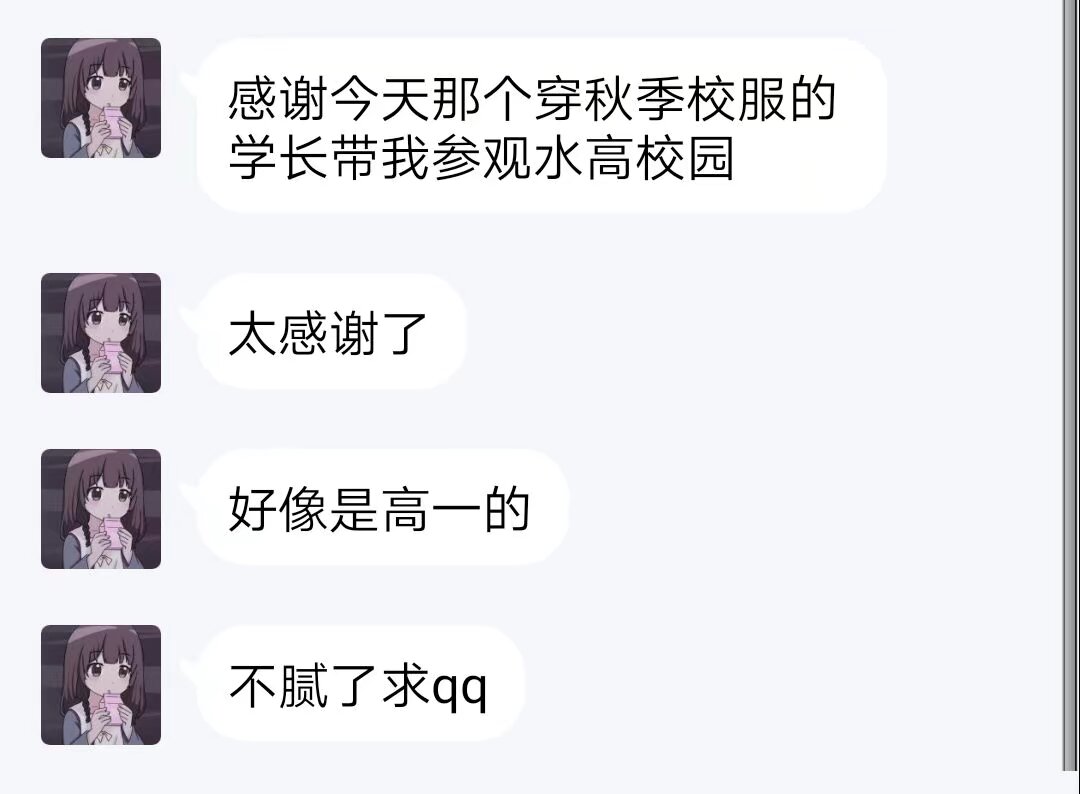 感谢今天那个穿秋季校服的
学长带我参观水高校园
太感谢了
好像是高一的
不腻了求qq